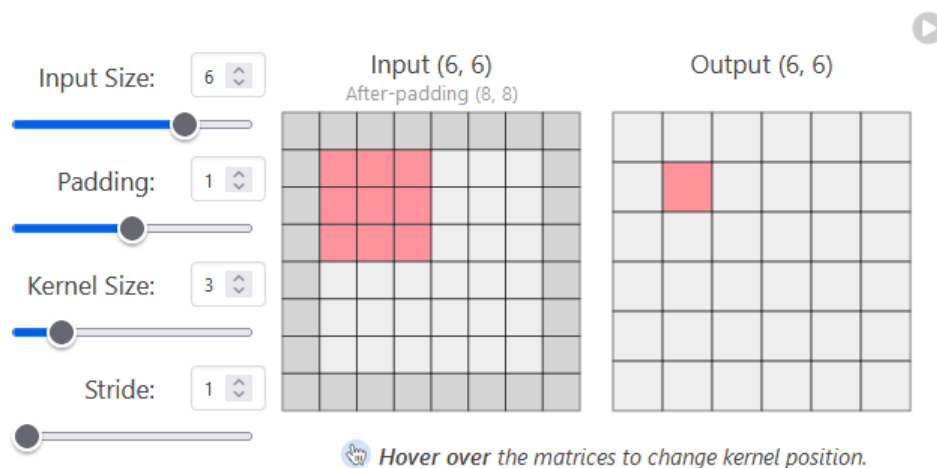 Input Size: 6
Padding: 1
Kernel Size: 3
Stride: 1
Input (6, 6)
After-padding (8, 8)
Output (6, 6)
Hover over the matrices to change kernel position.